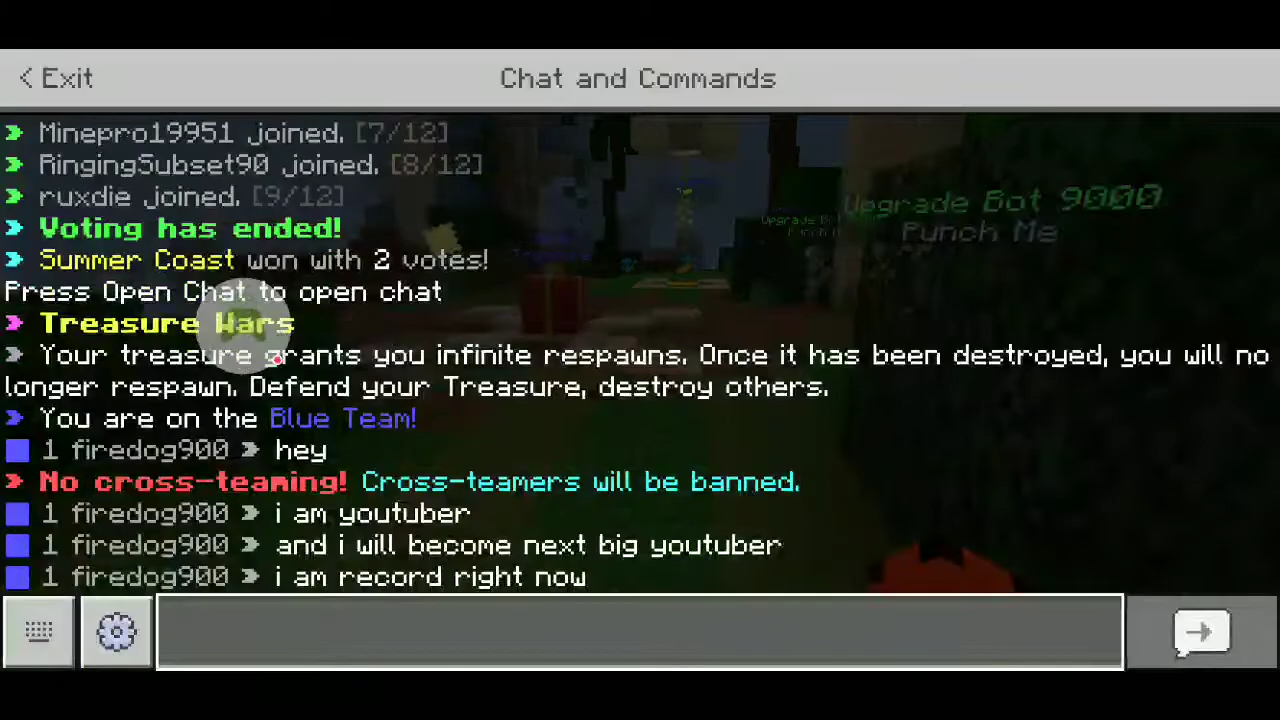 < Exit
Chat and Commands
Minepro19951 joined. [7/12]
RingingSubset90 joined. [8/12]
ruxdie joined. [9/12]
Voting has ended!
Summer Coast won with 2 votes!
Press Open Chat to open chat
Treasure Wars
Your treasure grants you infinite respawns. Once it has been destroyed, you will no
longer respawn. Defend your Treasure, destroy others.
You are on the Blue Team!
1 firedog900 > hey
No cross-teaming! Cross-teamers will be banned.
1 firedog900 > i am youtuber
1 firedog900 > and i will become next big youtuber
1 firedog900 > i am record right now
Upgrade Bot 9000
Punch Me